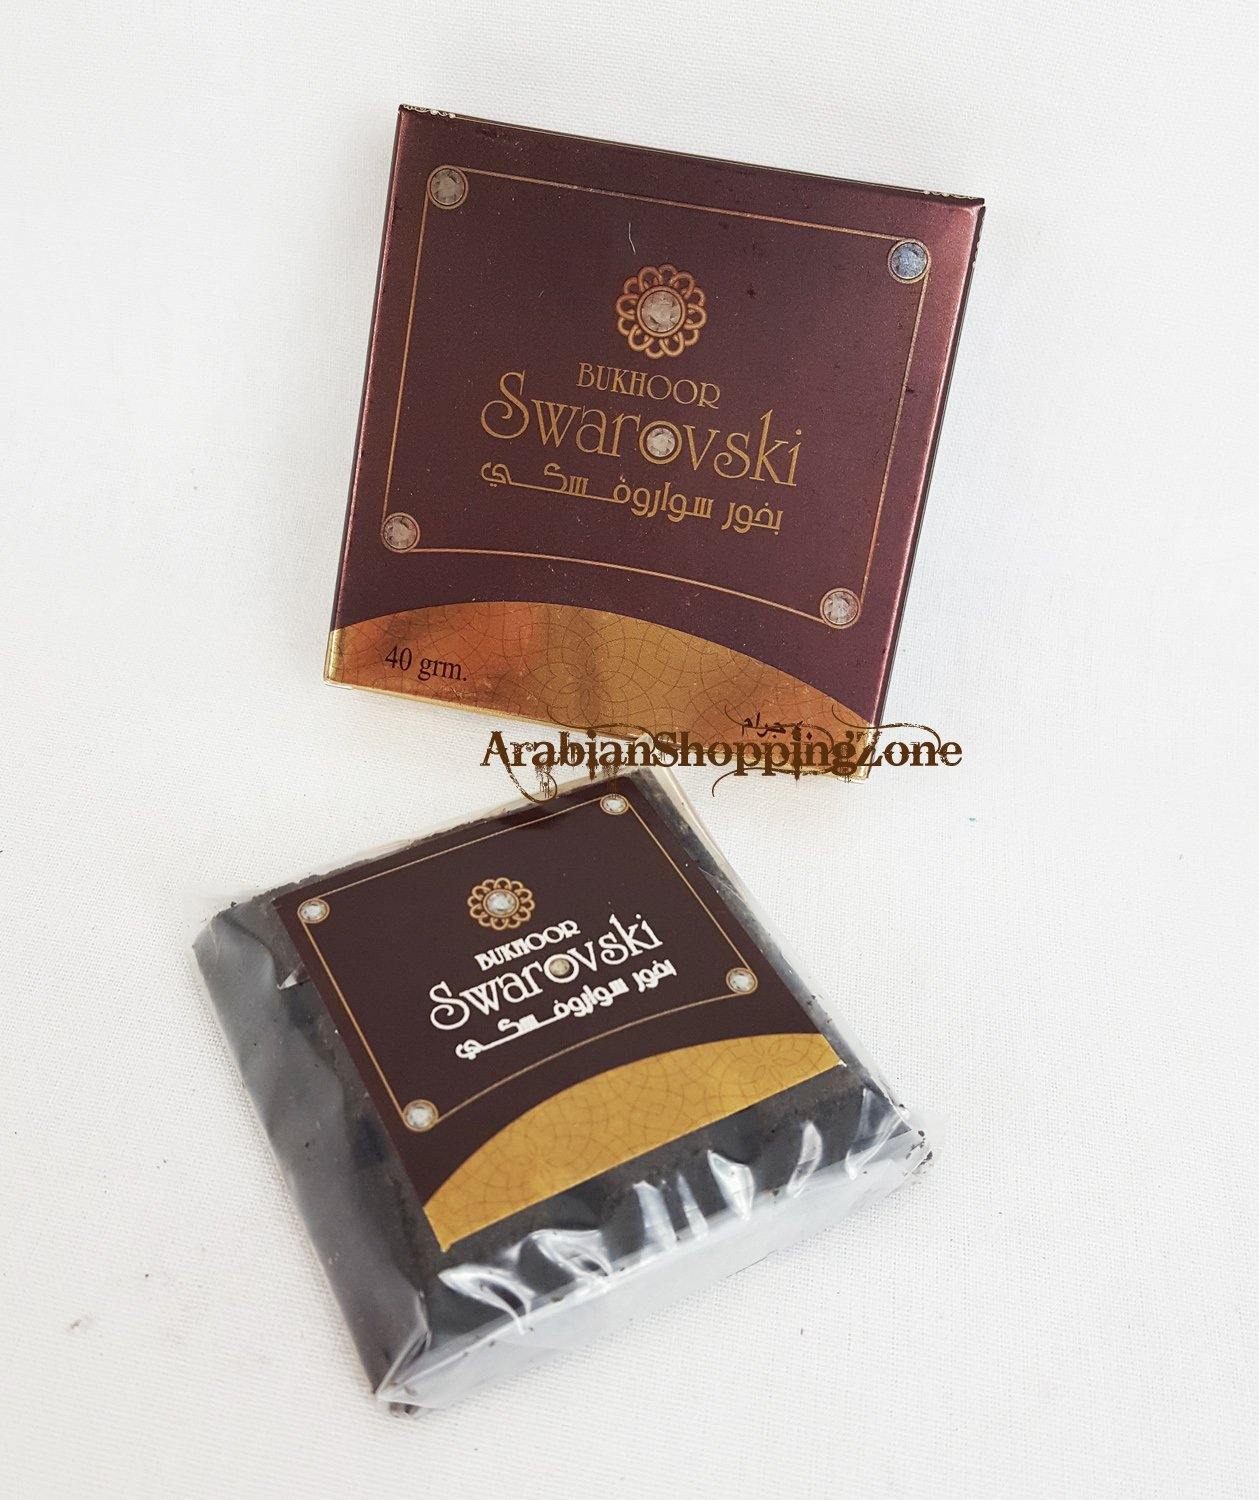 BUKHOOR
Swarovski
بخور سواروفسكي
40 grm.
جرام
ArabianShoppingZone
BUKHOOR
Swarovski
بخور سواروفسكي